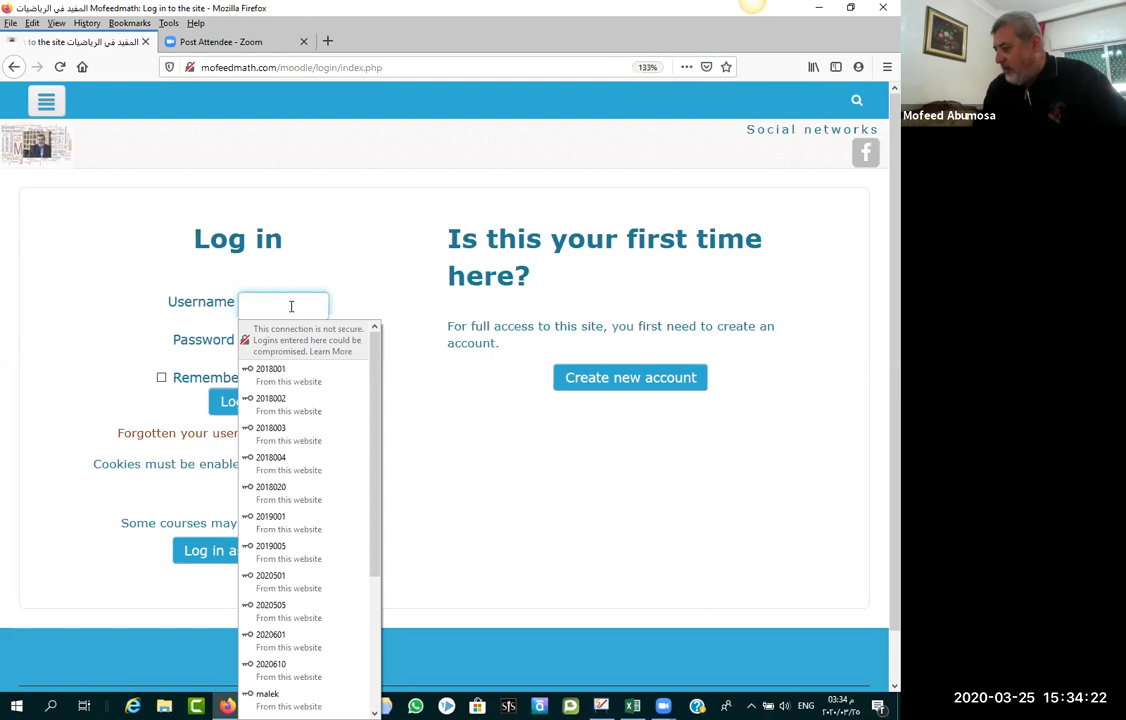 المفيد في الرياضيات Mofeedmath: Log in to the site - Mozilla Firefox
File Edit View History Bookmarks Tools Help
to the site المفيد في الرياضيات
Post Attendee - Zoom
mofeedmath.com/moodle/login/index.php
133%
Mofeed Abumosa
Social networks
Log in
Username
Password
Remembe
Lo
Forgotten your user
Cookies must be enable
Some courses may
Log in a
This connection is not secure.
Logins entered here could be
compromised. Learn More
2018001
From this website
2018002
From this website
2018003
From this website
2018004
From this website
2018020
From this website
2019001
From this website
2019005
From this website
2020501
From this website
2020505
From this website
2020601
From this website
2020610
From this website
malek
From this website
Is this your first time
here?
For full access to this site, you first need to create an
account.
Create new account
ENG
03:34 م
٢٠٢٠/٠٣/٢٥
2020-03-25 15:34:22